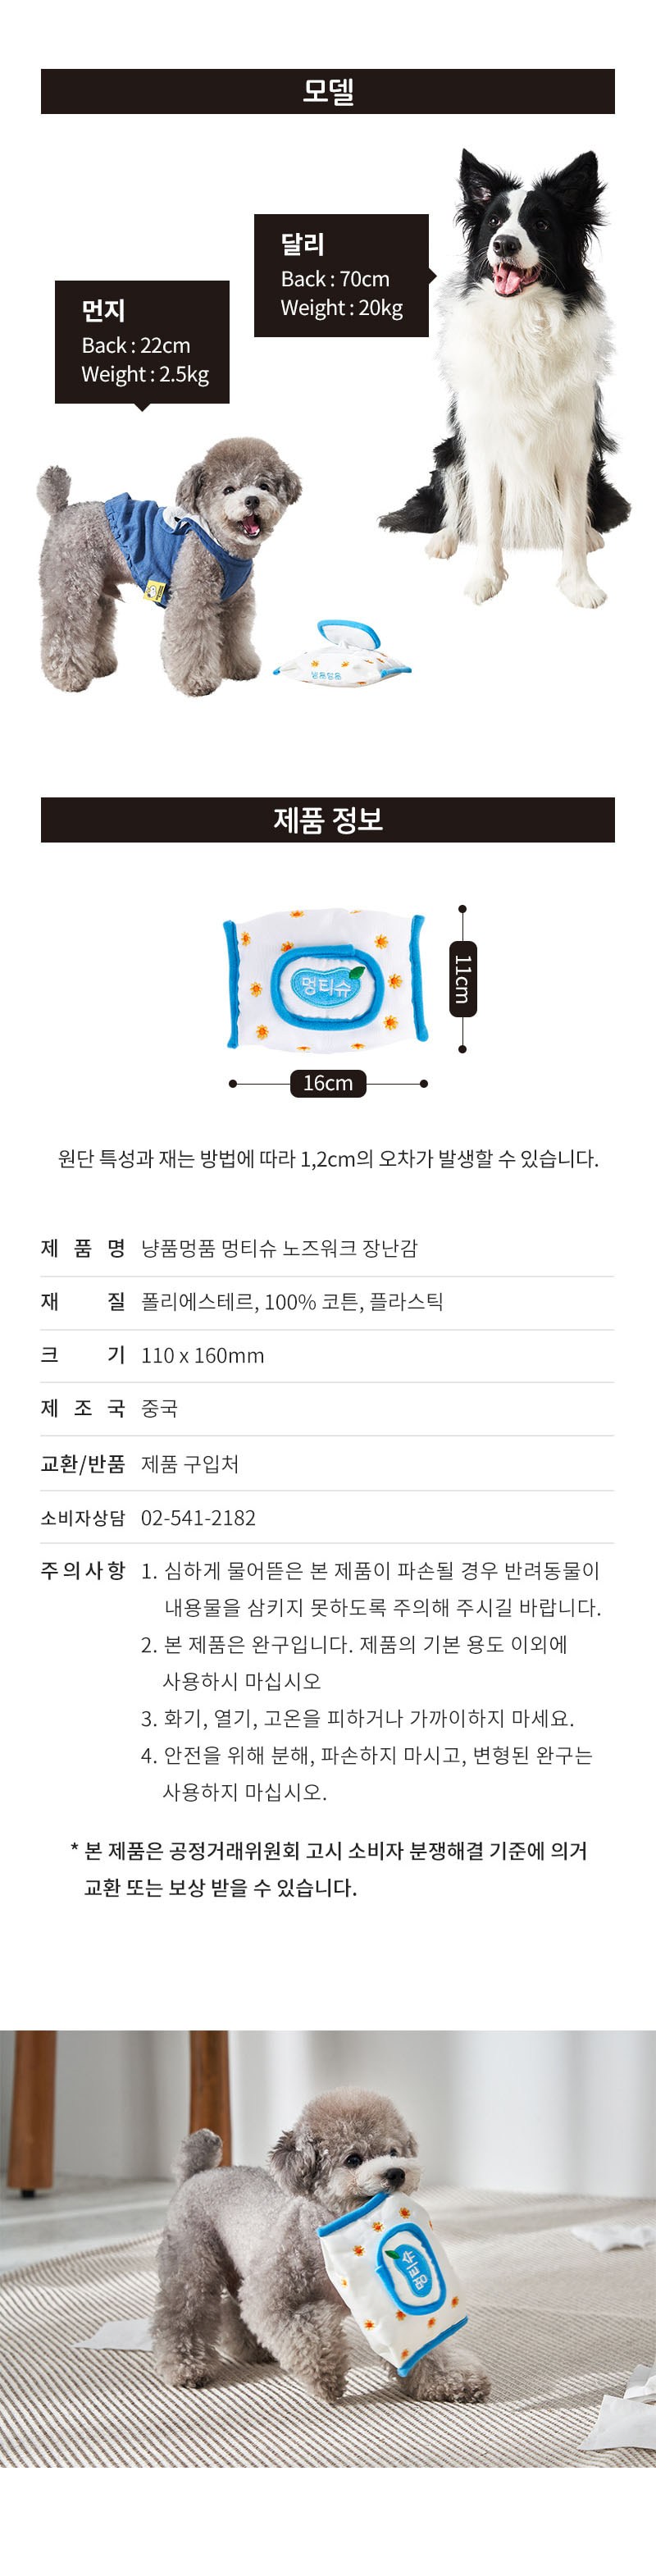 모델
달리
Back : 70cm
Weight : 20kg
먼지
Back : 22cm
Weight : 2.5kg
냥품멍품
제품 정보
멍티슈
11cm
16cm
원단 특성과 재는 방법에 따라 1,2cm의 오차가 발생할 수 있습니다.
제 품 명 냥품멍품 멍티슈 노즈워크 장난감
재 질 폴리에스테르, 100% 코튼, 플라스틱
크 기 110 x 160mm
제 조 국 중국
교환/반품 제품 구입처
소비자상담 02-541-2182
주의사항 1. 심하게 물어뜯은 본 제품이 파손될 경우 반려동물이
내용물을 삼키지 못하도록 주의해 주시길 바랍니다.
2. 본 제품은 완구입니다. 제품의 기본 용도 이외에
사용하시 마십시오
3. 화기, 열기, 고온을 피하거나 가까이하지 마세요.
4. 안전을 위해 분해, 파손하지 마시고, 변형된 완구는
사용하지 마십시오.
* 본 제품은 공정거래위원회 고시 소비자 분쟁해결 기준에 의거
교환 또는 보상 받을 수 있습니다.
멍티슈